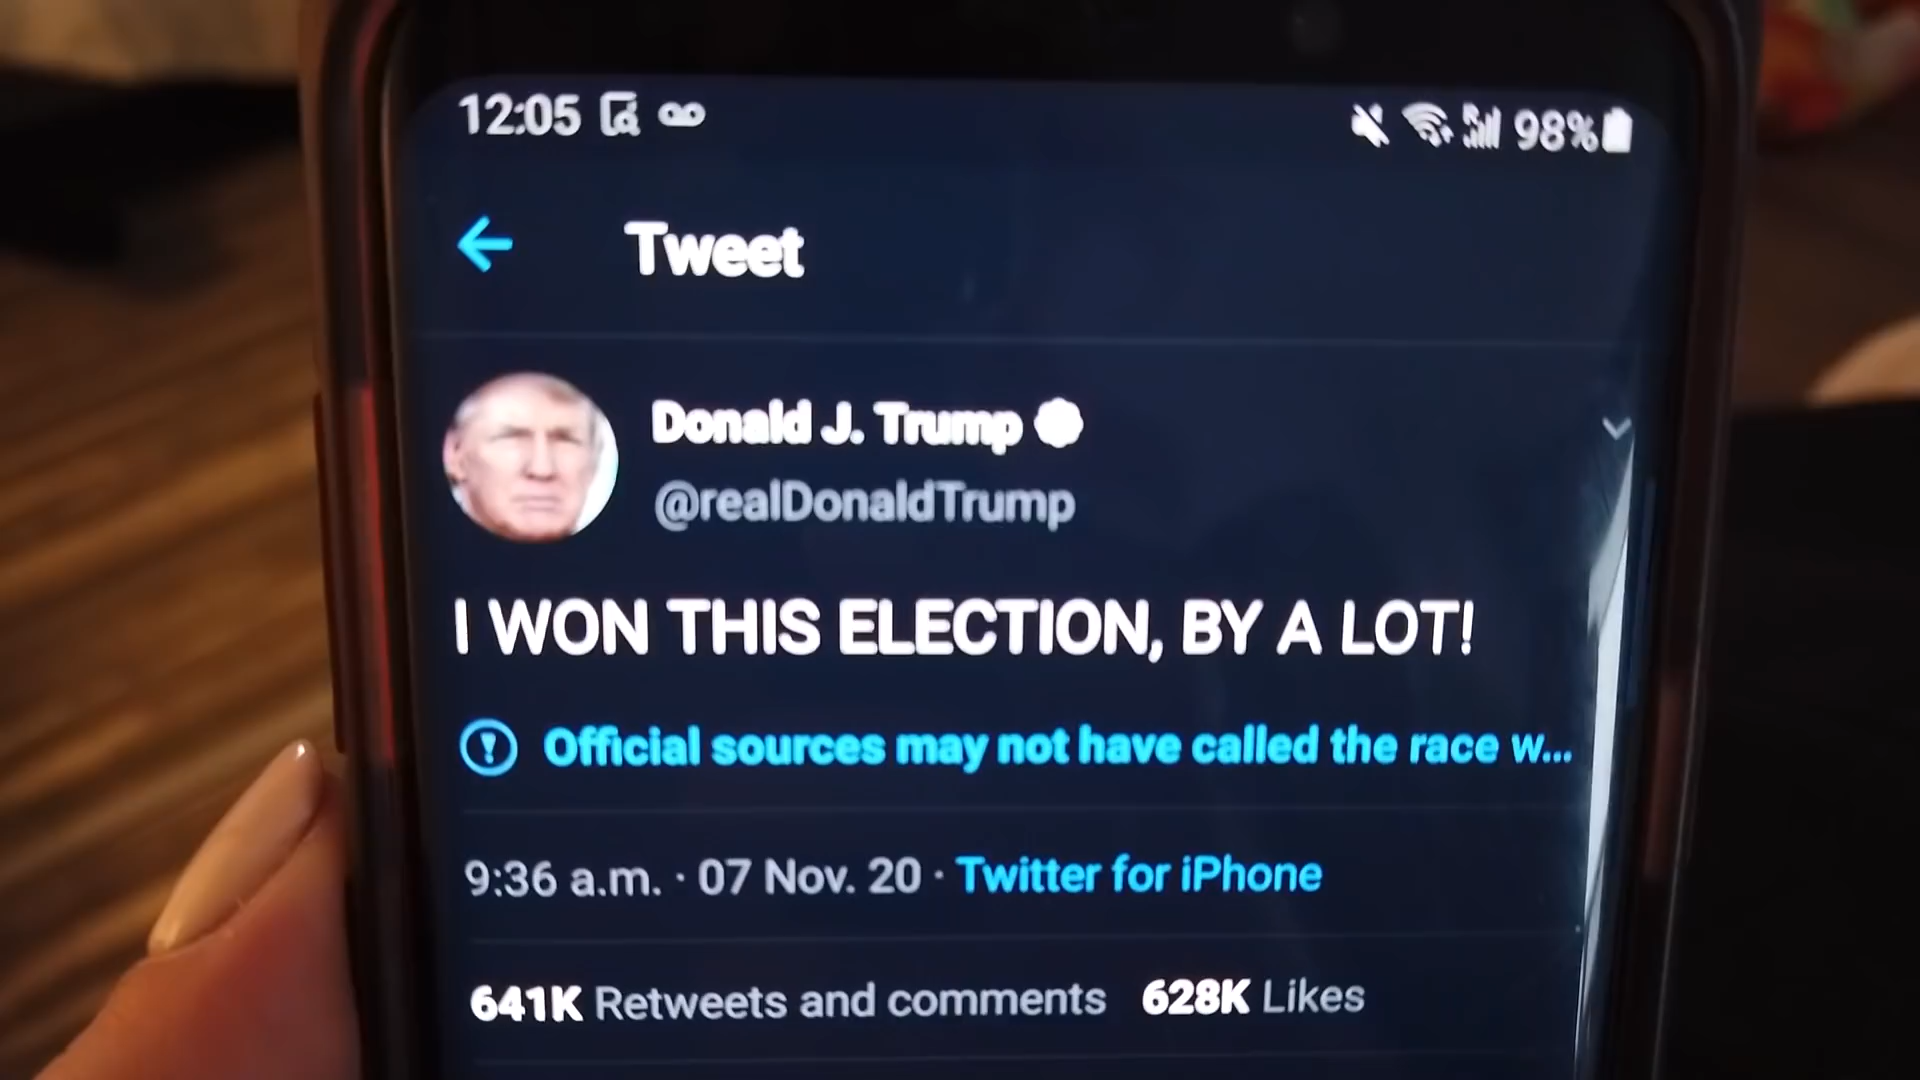 12:05 98%
Tweet
Donald J. Trump
@realDonaldTrump
I WON THIS ELECTION, BY A LOT!
Official sources may not have called the race w...
9:36 a.m. · 07 Nov. 20 · Twitter for iPhone
641K Retweets and comments 628K Likes